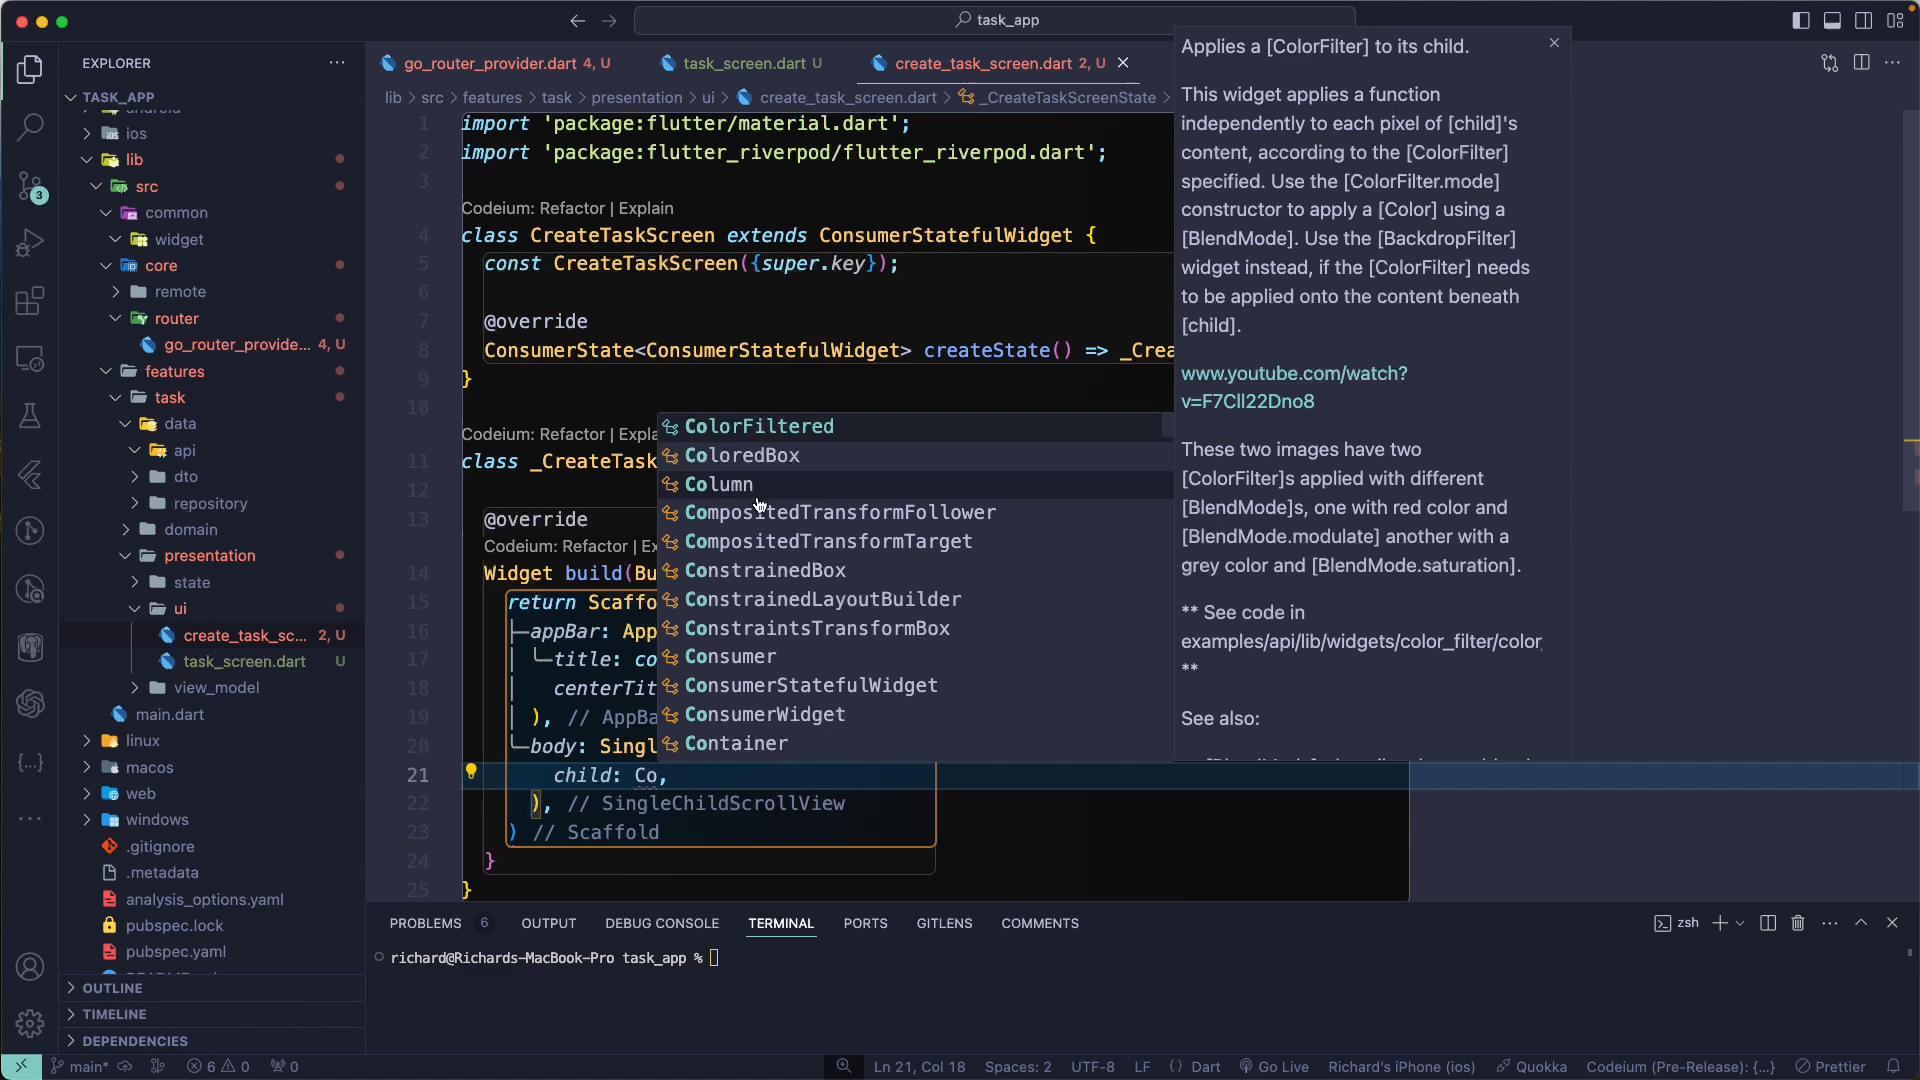 task_app
EXPLORER
TASK_APP
android
ios
lib
src
common
widget
core
remote
router
go_router_provide... 4, U
features
task
data
api
dto
repository
domain
presentation
state
ui
create_task_sc... 2, U
task_screen.dart U
view_model
main.dart
linux
macos
web
windows
.gitignore
.metadata
analysis_options.yaml
pubspec.lock
pubspec.yaml
OUTLINE
TIMELINE
DEPENDENCIES
3
go_router_provider.dart 4, U
task_screen.dart U
create_task_screen.dart 2, U
lib > src > features > task > presentation > ui > create_task_screen.dart > _CreateTaskScreenState >
1 import 'package:flutter/material.dart';
2 import 'package:flutter_riverpod/flutter_riverpod.dart';
3
Codeium: Refactor | Explain
4 class CreateTaskScreen extends ConsumerStatefulWidget {
5 const CreateTaskScreen({super.key});
6
7 @override
8 ConsumerState<ConsumerStatefulWidget> createState() => _Crea
9 }
10
Codeium: Refactor | Expla
11 class _CreateTask
12
13 @override
Codeium: Refactor | Ex
14 Widget build(Bu
15 return Scaffo
16 appBar: App
17 title: co
18 centerTit
19 ), // AppBa
20 body: Singl
21 child: Co,
22 ), // SingleChildScrollView
23 ) // Scaffold
24 }
25 }
ColorFiltered
ColoredBox
Column
CompositedTransformFollower
CompositedTransformTarget
ConstrainedBox
ConstrainedLayoutBuilder
ConstraintsTransformBox
Consumer
ConsumerStatefulWidget
ConsumerWidget
Container
Applies a [ColorFilter] to its child.
This widget applies a function
independently to each pixel of [child]'s
content, according to the [ColorFilter]
specified. Use the [ColorFilter.mode]
constructor to apply a [Color] using a
[BlendMode]. Use the [BackdropFilter]
widget instead, if the [ColorFilter] needs
to be applied onto the content beneath
[child].
www.youtube.com/watch?
v=F7Cll22Dno8
These two images have two
[ColorFilter]s applied with different
[BlendMode]s, one with red color and
[BlendMode.modulate] another with a
grey color and [BlendMode.saturation].
** See code in
examples/api/lib/widgets/color_filter/color
**
See also:
PROBLEMS 6 OUTPUT DEBUG CONSOLE TERMINAL PORTS GITLENS COMMENTS
zsh
richard@Richards-MacBook-Pro task_app %
main* 6 0 0 Ln 21, Col 18 Spaces: 2 UTF-8 LF {} Dart Go Live Richard's iPhone (ios) Quokka Codeium (Pre-Release): {...} Prettier